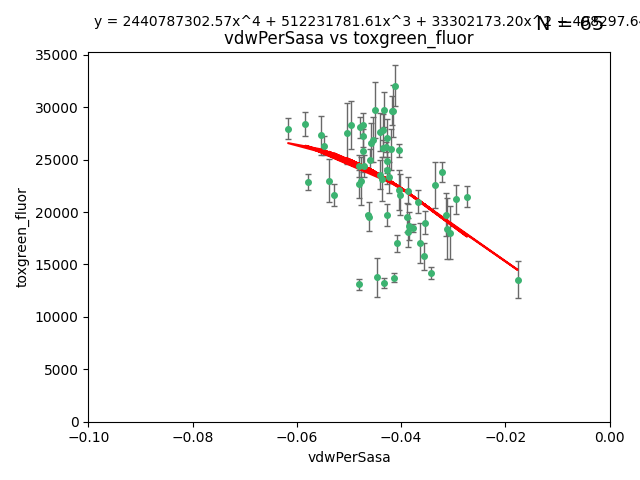 y = 2440787302.57x^4 + 512231781.61x^3 + 33302173.20x^2 +
N = 65
vdwPerSasa vs toxgreen_fluor
35000
30000
25000
20000
15000
10000
5000
0
toxgreen_fluor
−0.10
−0.08
−0.06
−0.04
−0.02
0.00
vdwPerSasa